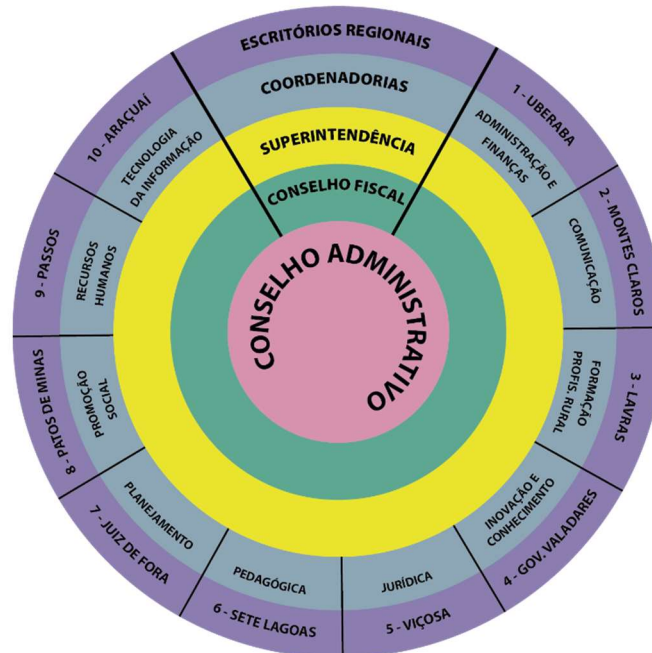 ESCRITÓRIOS REGIONAIS
COORDENADORIAS
SUPERINTENDÊNCIA
CONSELHO FISCAL
CONSELHO ADMINISTRATIVO
1 - UBERABA
ADMINISTRAÇÃO E
FINANÇAS
2- MONTES CLAROS
COMUNICAÇÃO
3 - LAVRAS
FORMAÇÃO
PROFIS. RURAL
4 - GOV. VALADARES
INOVAÇÃO E
CONHECIMENTO
5 - VIÇOSA
JURÍDICA
6 - SETE LAGOAS
PEDAGÓGICA
7 - JUIZ DE FORA
PLANEJAMENTO
8 - PATOS DE MINAS
PROMOÇÃO
SOCIAL
9 - PASSOS
RECURSOS
HUMANOS
10 - ARAÇUAÍ
TECNOLOGIA
DA INFORMAÇÃO